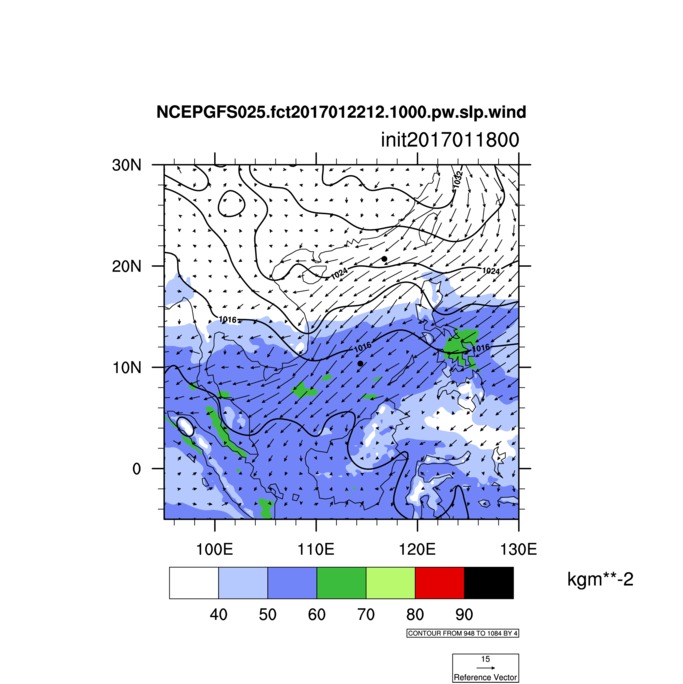 NCEPGFS025.fct2017012212.1000.pw.slp.wind
init2017011800
30N
1032
20N
1024
1024
1016
1016
1016
10N
0
100E
110E
120E
130E
kgm**-2
40
50
60
70
80
90
CONTOUR FROM 948 TO 1084 BY 4
15
Reference Vector